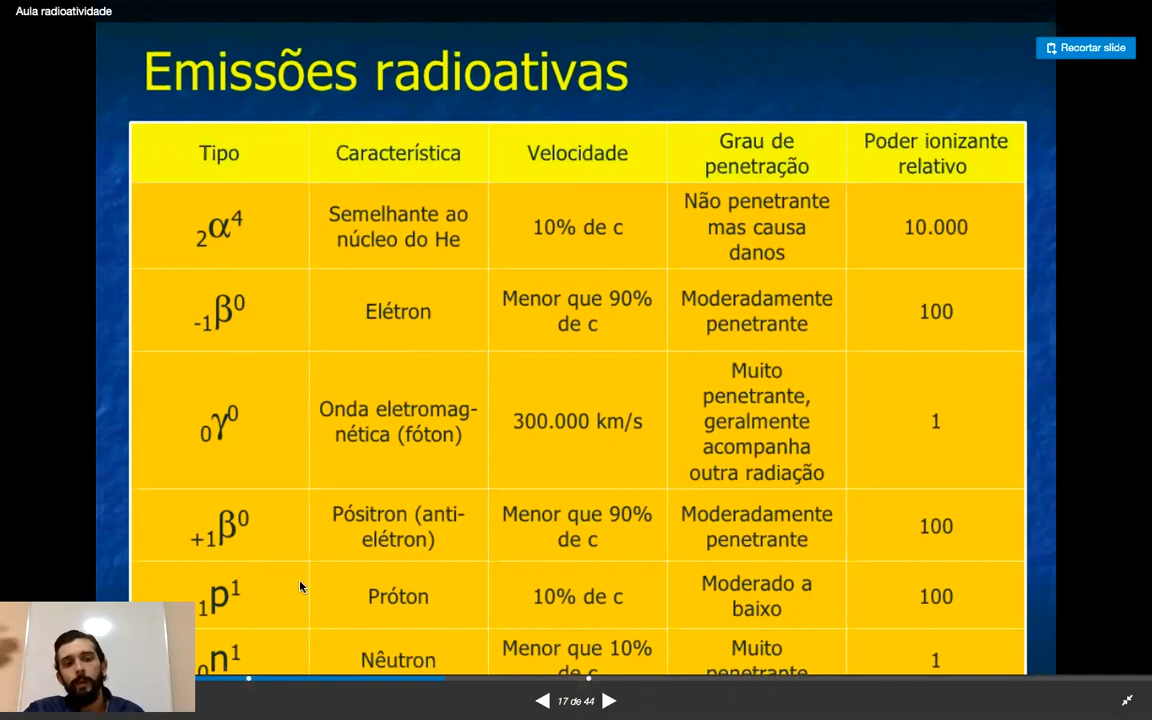 Aula radioatividade
Recortar slide
Emissões radioativas
Tipo
Característica
Velocidade
Grau de
penetração
Poder ionizante
relativo
₂α⁴
Semelhante ao
núcleo do He
10% de c
Não penetrante
mas causa
danos
10.000
₋₁β⁰
Elétron
Menor que 90%
de c
Moderadamente
penetrante
100
₀γ⁰
Onda eletromag-
nética (fóton)
300.000 km/s
Muito
penetrante,
geralmente
acompanha
outra radiação
1
₊₁β⁰
Pósitron (anti-
elétron)
Menor que 90%
de c
Moderadamente
penetrante
100
₁p¹
Próton
10% de c
Moderado a
baixo
100
₀n¹
Nêutron
Menor que 10%
de c
Muito
penetrante
1
17 de 44